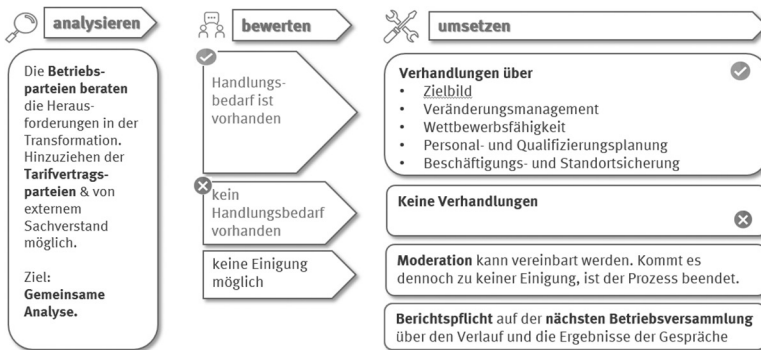 analysieren
Die Betriebs-
parteien beraten
die Heraus-
forderungen in der
Transformation.
Hinzuziehen der
Tarifvertrags-
parteien & von
externem
Sachverstand
möglich.
Ziel:
Gemeinsame
Analyse.
bewerten
Handlungs-
bedarf ist
vorhanden
kein
Handlungsbedarf
vorhanden
keine Einigung
möglich
umsetzen
Verhandlungen über
• Zielbild
• Veränderungsmanagement
• Wettbewerbsfähigkeit
• Personal- und Qualifizierungsplanung
• Beschäftigungs- und Standortsicherung
Keine Verhandlungen
Moderation kann vereinbart werden. Kommt es
dennoch zu keiner Einigung, ist der Prozess beendet.
Berichtspflicht auf der nächsten Betriebsversammlung
über den Verlauf und die Ergebnisse der Gespräche